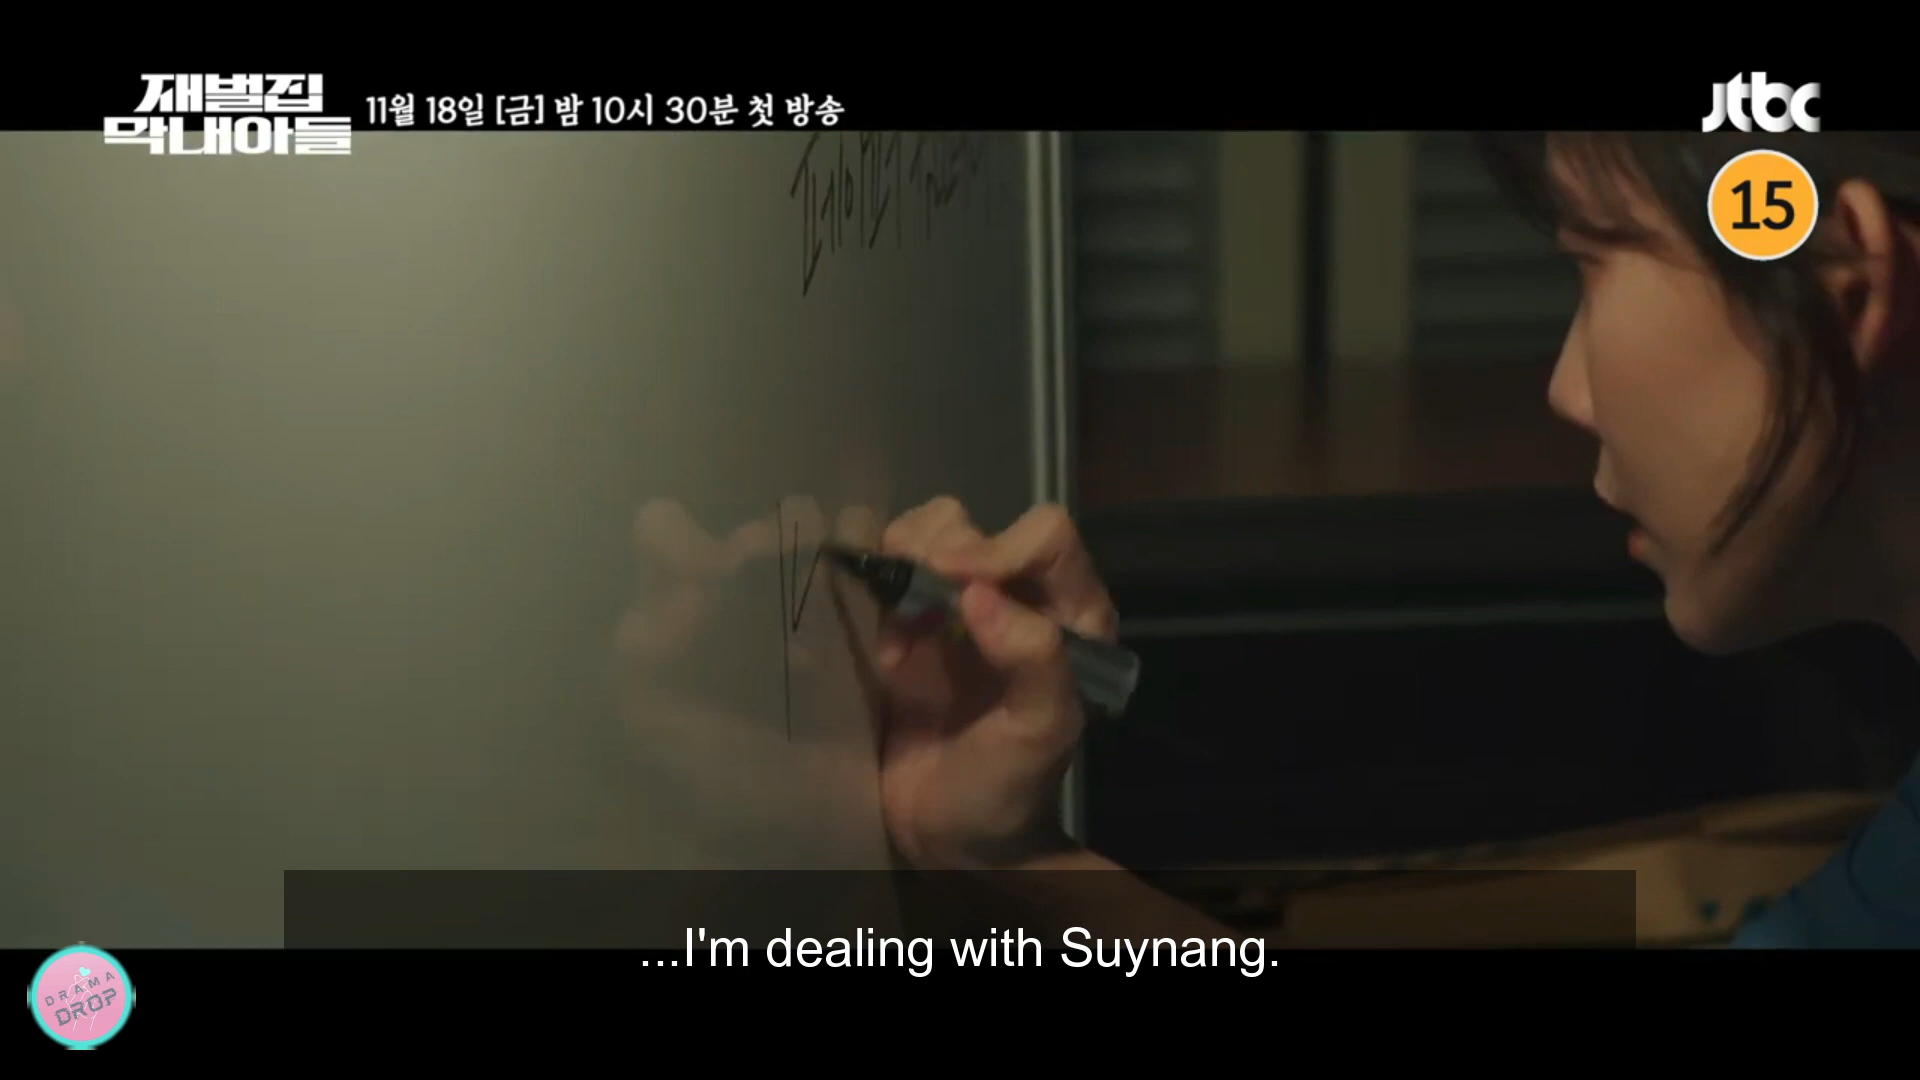 재벌집
막내아들
11월 18일 [금] 밤 10시 30분 첫 방송
jtbc
15
...I'm dealing with Suynang.
DRAMA
DROP